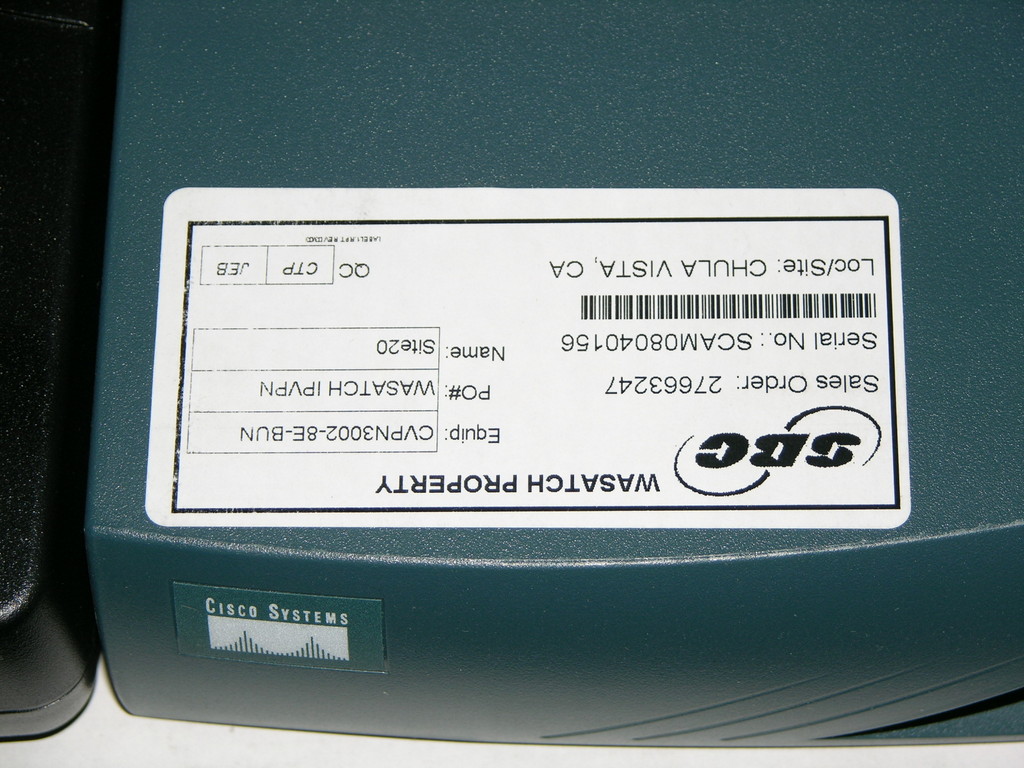 SBC
WASATCH PROPERTY
Sales Order: 27663247
Serial No.: SCAM08040156
Loc/Site: CHULA VISTA, CA
Equip: CVPN3002-8E-BUN
PO#: WASATCH IPVPN
Name: Site20
QC CTP JEB
CISCO SYSTEMS